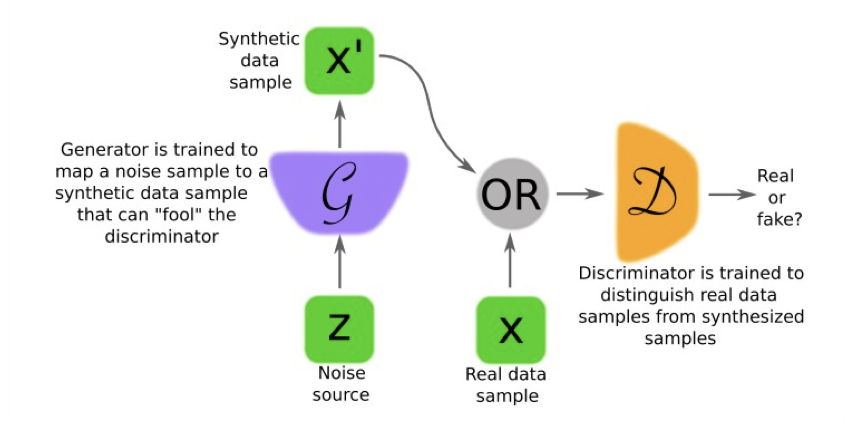 Synthetic
data
sample
x'
Generator is trained to
map a noise sample to a
synthetic data sample
that can "fool" the
discriminator
G
z
Noise
source
OR
x
Real data
sample
D
Real
or
fake?
Discriminator is trained to
distinguish real data
samples from synthesized
samples